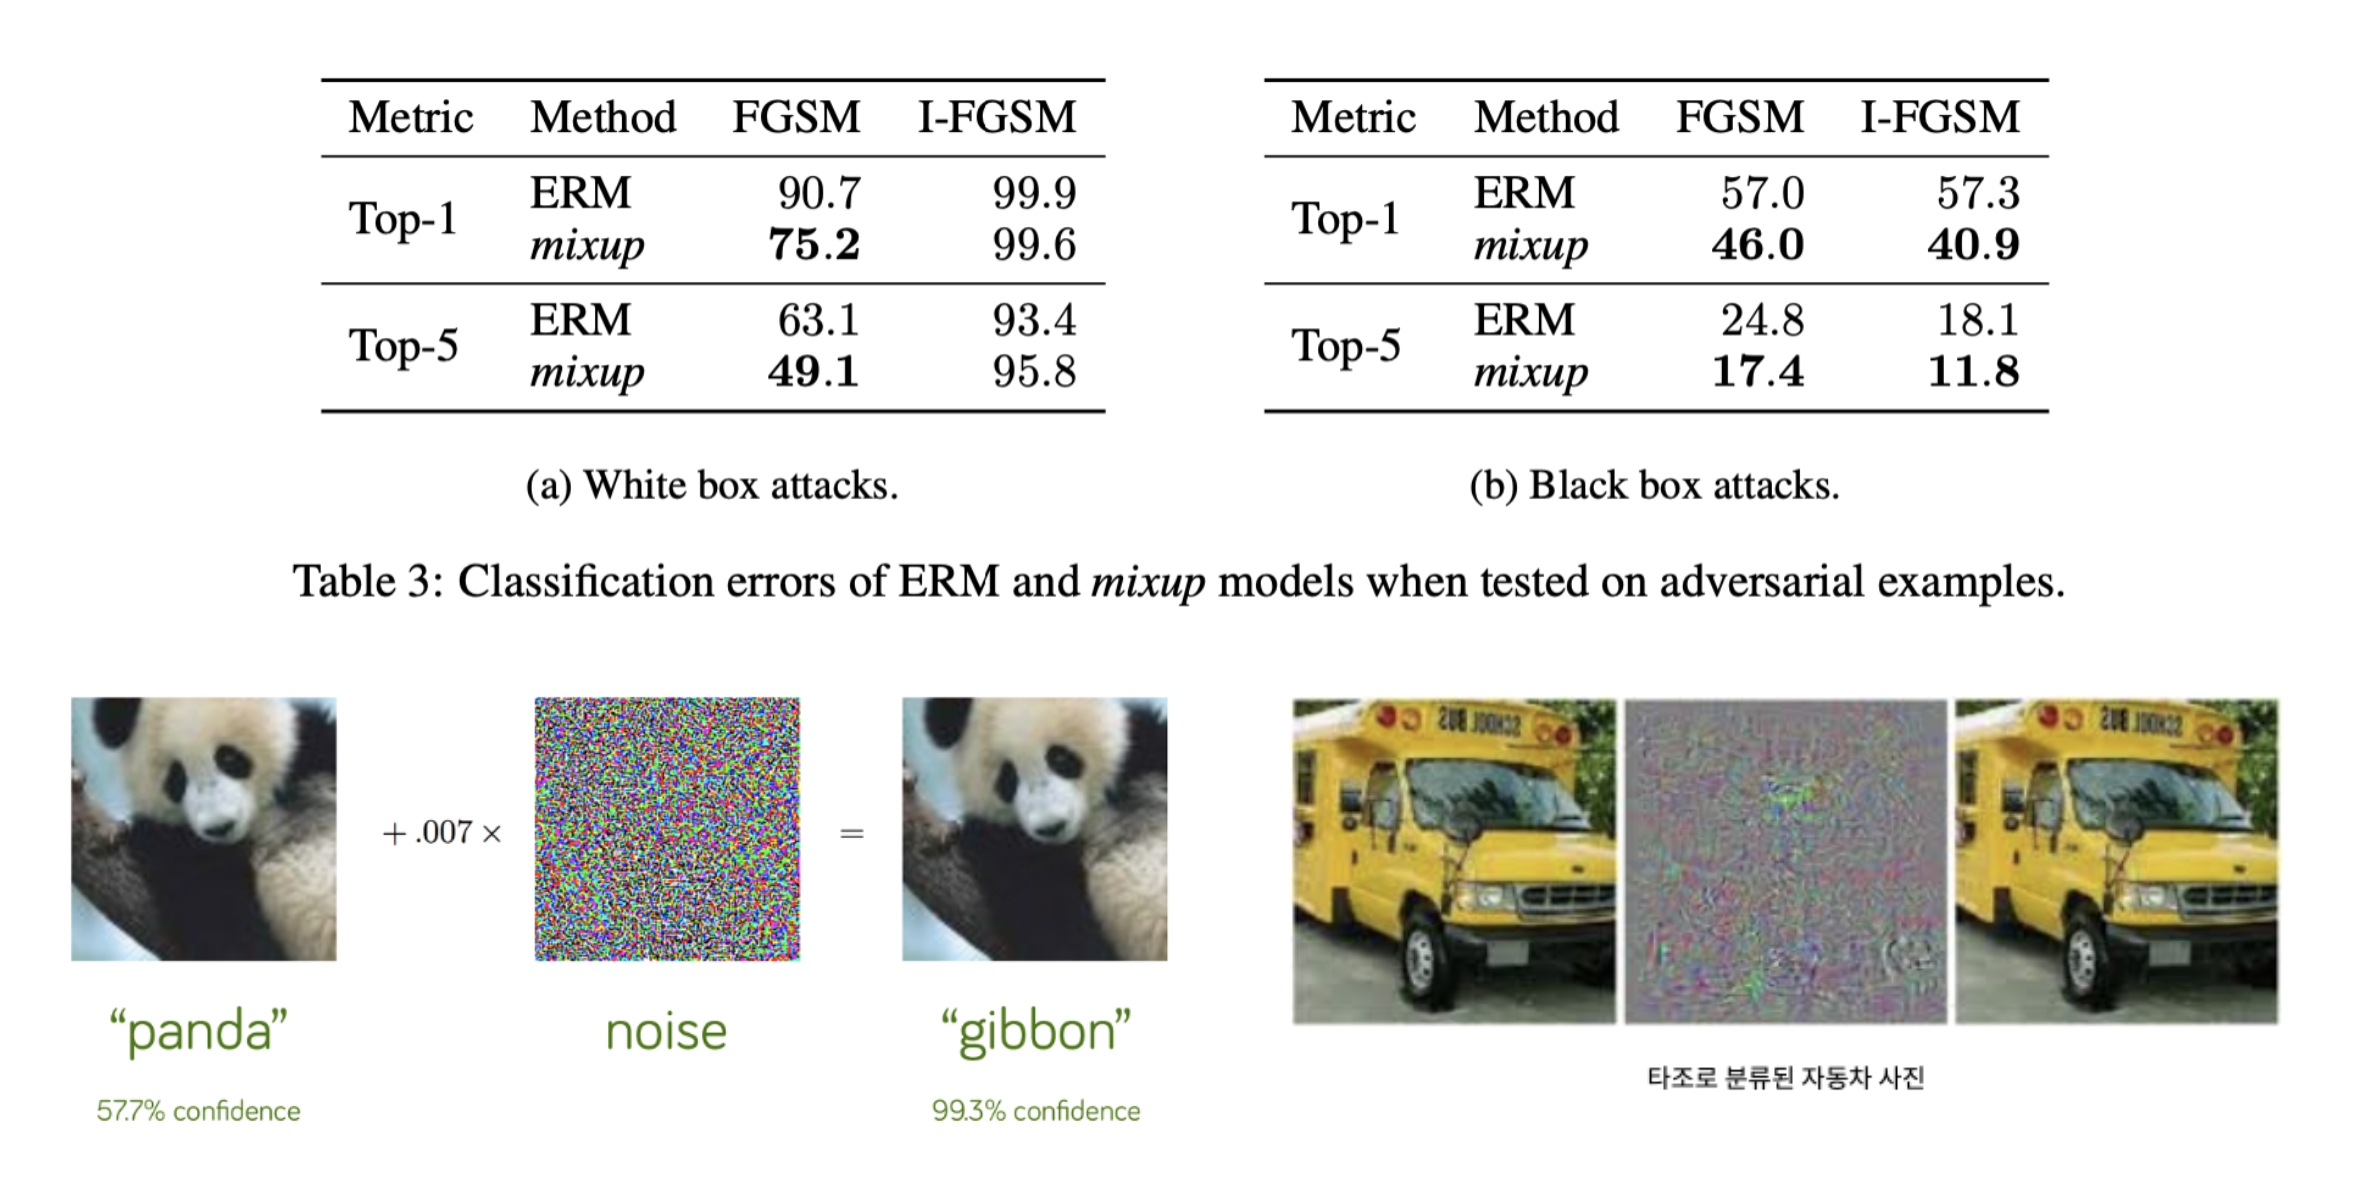 Metric Method FGSM I-FGSM
Top-1 ERM 90.7 99.9
mixup 75.2 99.6
Top-5 ERM 63.1 93.4
mixup 49.1 95.8
(a) White box attacks.
Metric Method FGSM I-FGSM
Top-1 ERM 57.0 57.3
mixup 46.0 40.9
Top-5 ERM 24.8 18.1
mixup 17.4 11.8
(b) Black box attacks.
Table 3: Classification errors of ERM and mixup models when tested on adversarial examples.
+ .007 ×
=
“panda”
57.7% confidence
noise
“gibbon”
99.3% confidence
SCHOOL BUS
SCHOOL BUS
타조로 분류된 자동차 사진